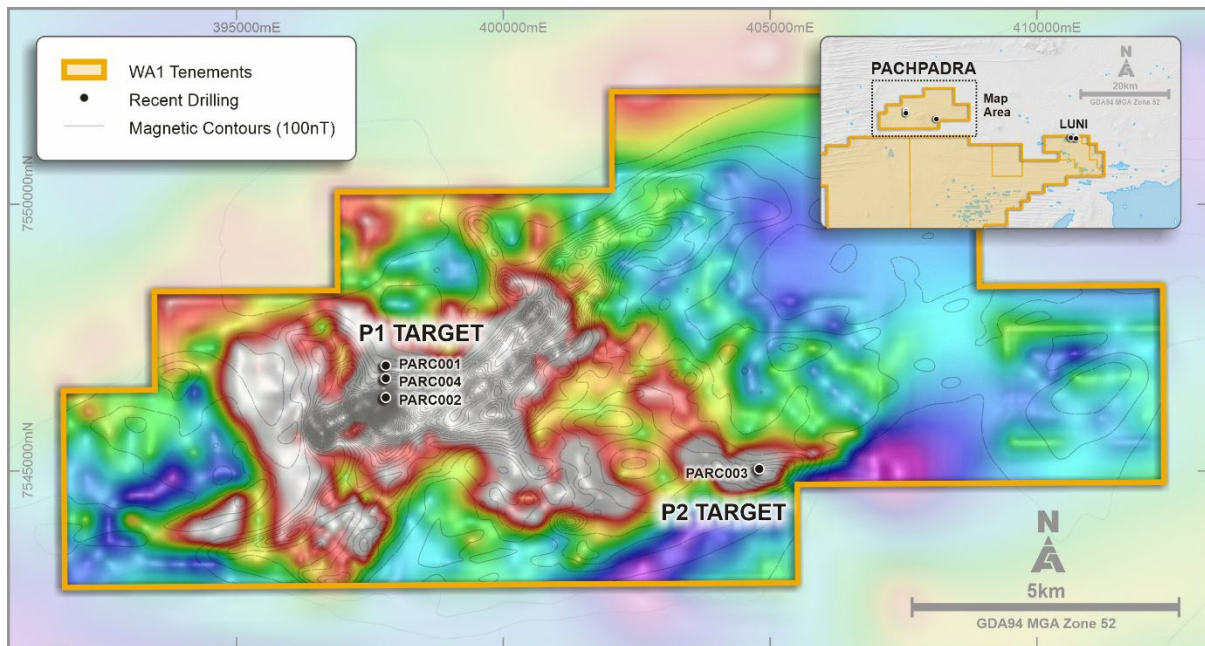 395000mE
400000mE
405000mE
410000mE
WA1 Tenements
Recent Drilling
Magnetic Contours (100nT)
PACHPADRA
Map
Area
LUNI
N
20km
GDA94 MGA Zone 52
7550000mN
7545000mN
P1 TARGET
PARC001
PARC004
PARC002
PARC003
P2 TARGET
N
5km
GDA94 MGA Zone 52